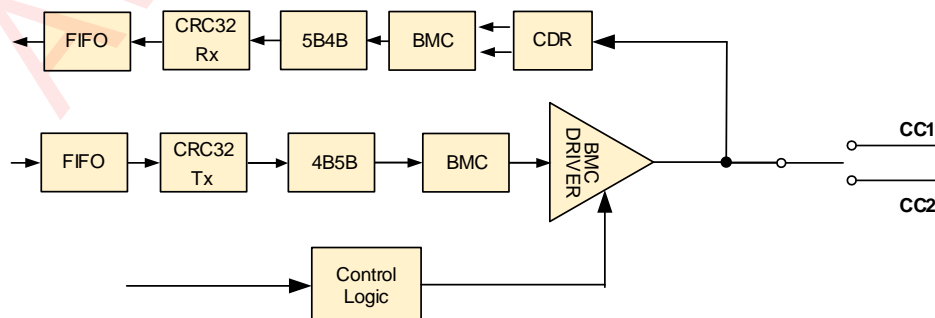 FIFO
CRC32
Rx
5B4B
BMC
CDR
FIFO
CRC32
Tx
4B5B
BMC
BMC
DRIVER
CC1
CC2
Control
Logic